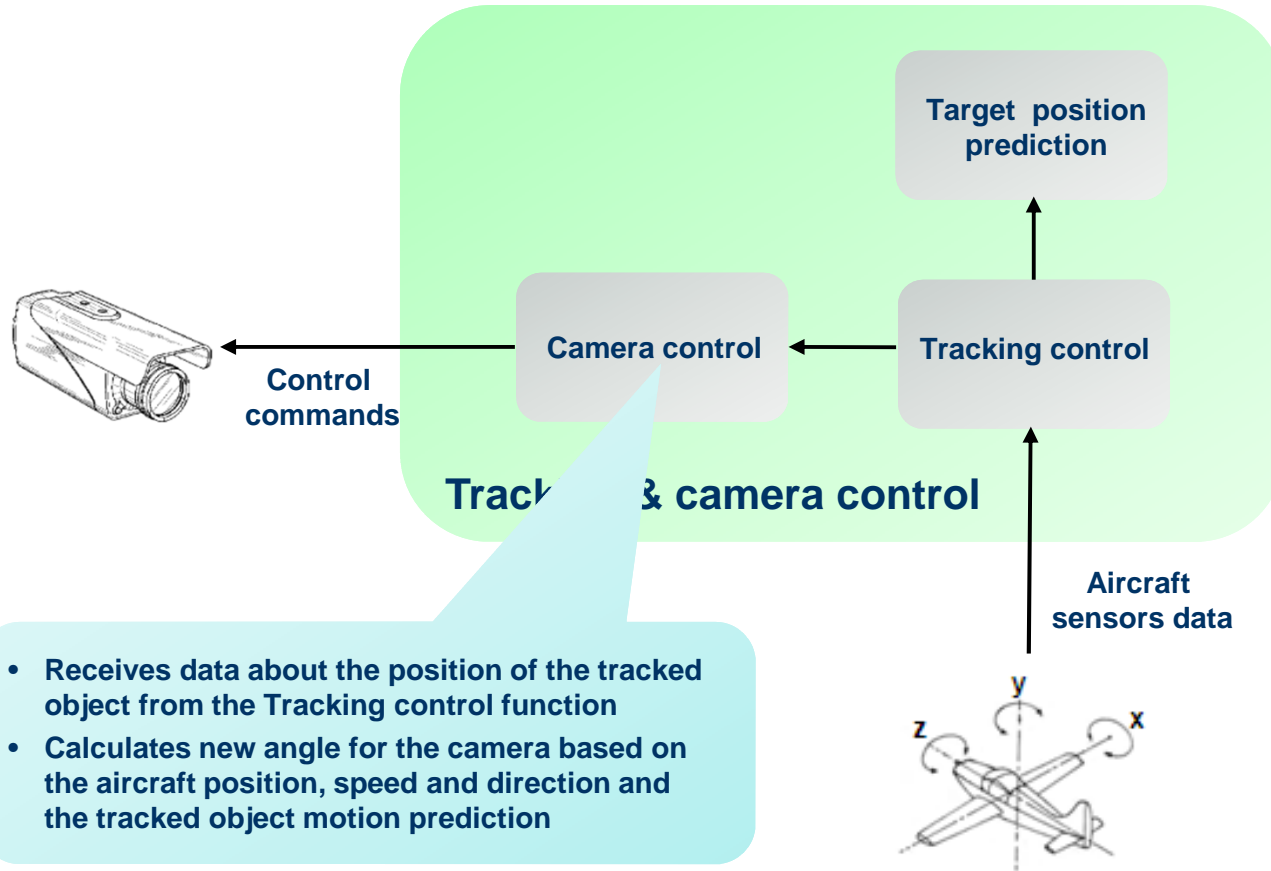 Target position
prediction
Camera control
Tracking control
Control
commands
Track & camera control
Aircraft
sensors data
• Receives data about the position of the tracked
object from the Tracking control function
• Calculates new angle for the camera based on
the aircraft position, speed and direction and
the tracked object motion prediction
y
z
x